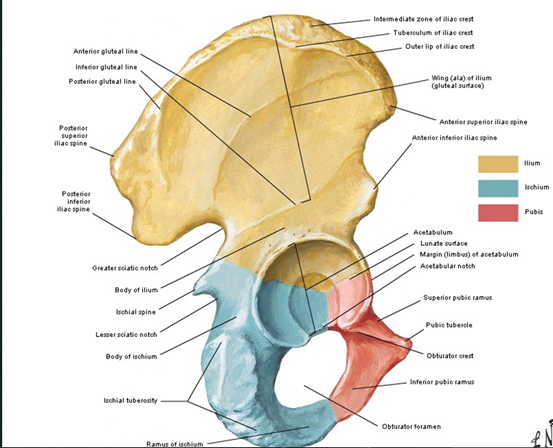 Intermediate zone of iliac crest
Tuberculum of iliac crest
Outer lip of iliac crest
Anterior gluteal line
Inferior gluteal line
Posterior gluteal line
Wing (ala) of ilium
(gluteal surface)
Anterior superior iliac spine
Anterior inferior iliac spine
Posterior
superior
iliac spine
Posterior
inferior
iliac spine
Ilium
Ischium
Pubis
Acetabulum
Lunate surface
Margin (limbus) of acetabulum
Acetabular notch
Greater sciatic notch
Body of ilium
Ischial spine
Lesser sciatic notch
Body of ischium
Superior pubic ramus
Pubic tubercle
Obturator crest
Inferior pubic ramus
Ischial tuberosity
Obturator foramen
Ramus of ischium